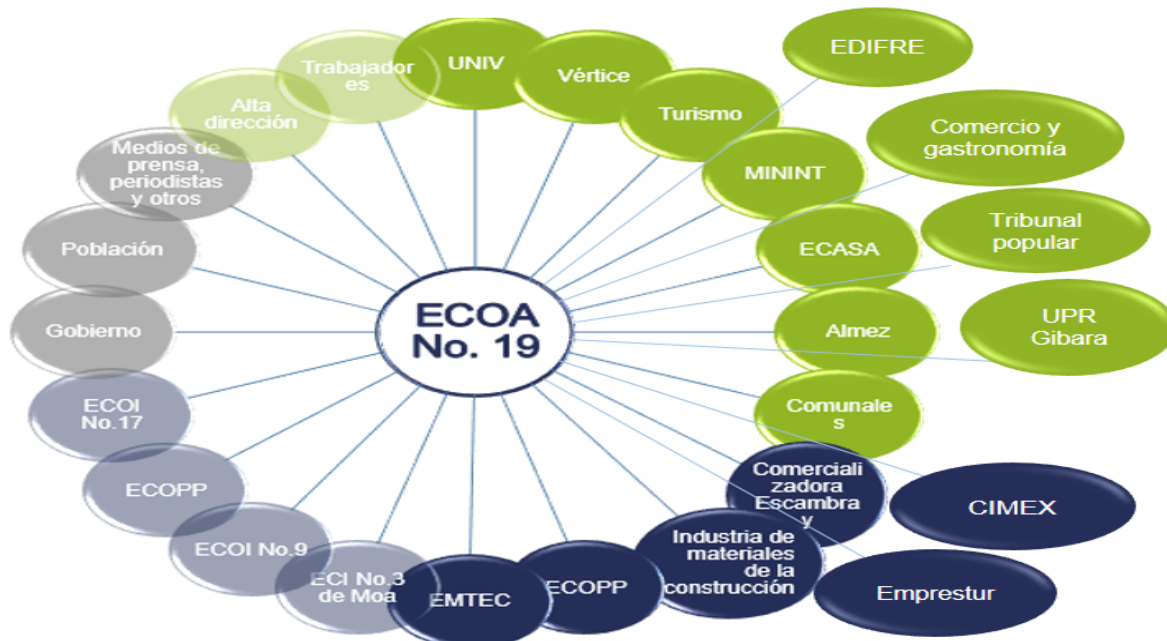 UNIV
Vértice
Turismo
MININT
ECASA
Almez
Comunale
s
Comerciali
zadora
Escambra
y
Industria de
materiales
de la
construcción
ECOPP
EMTEC
ECI No.3
de Moa
ECOI No.9
ECOPP
ECOI
No.17
Gobierno
Población
Medios de
prensa,
periodistas
y otros
Alta
dirección
Trabajador
es
ECOA
No. 19
EDIFRE
Comercio y
gastronomía
Tribunal
popular
UPR
Gibara
CIMEX
Emprestur